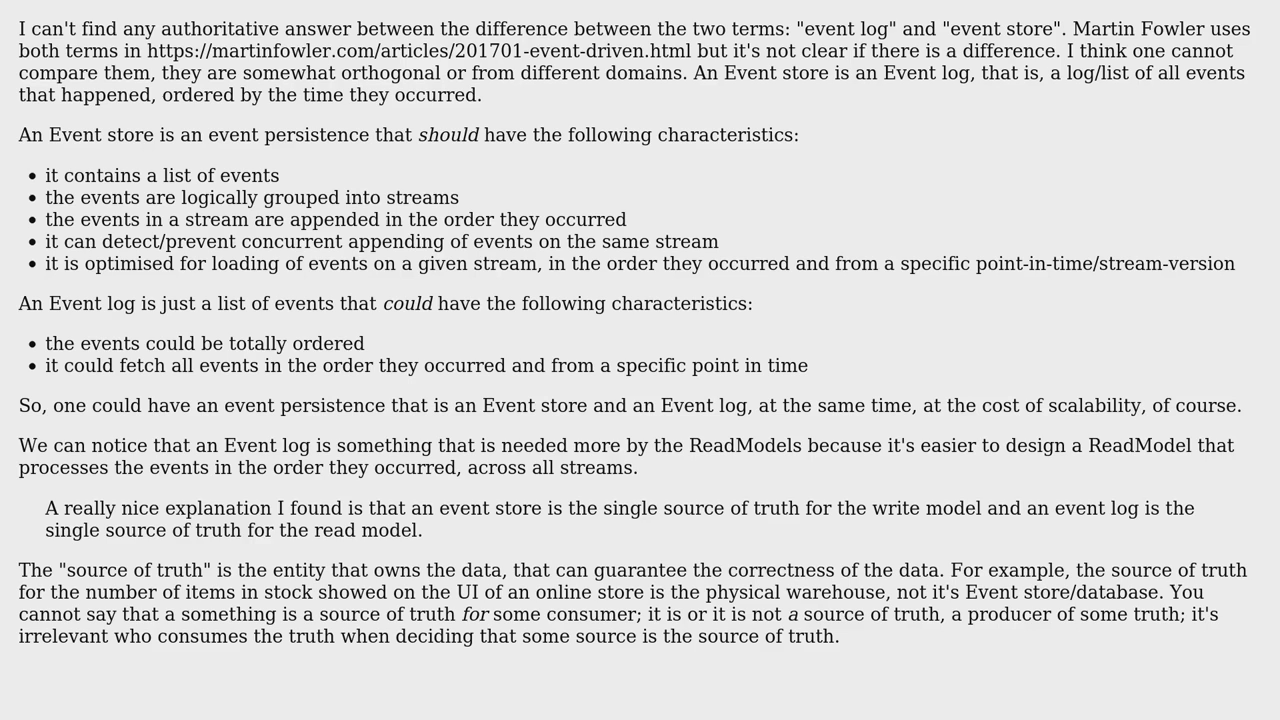 I can't find any authoritative answer between the difference between the two terms: "event log" and "event store". Martin Fowler uses
both terms in https://martinfowler.com/articles/201701-event-driven.html but it's not clear if there is a difference. I think one cannot
compare them, they are somewhat orthogonal or from different domains. An Event store is an Event log, that is, a log/list of all events
that happened, ordered by the time they occurred.
An Event store is an event persistence that should have the following characteristics:
• it contains a list of events
• the events are logically grouped into streams
• the events in a stream are appended in the order they occurred
• it can detect/prevent concurrent appending of events on the same stream
• it is optimised for loading of events on a given stream, in the order they occurred and from a specific point-in-time/stream-version
An Event log is just a list of events that could have the following characteristics:
• the events could be totally ordered
• it could fetch all events in the order they occurred and from a specific point in time
So, one could have an event persistence that is an Event store and an Event log, at the same time, at the cost of scalability, of course.
We can notice that an Event log is something that is needed more by the ReadModels because it's easier to design a ReadModel that
processes the events in the order they occurred, across all streams.
A really nice explanation I found is that an event store is the single source of truth for the write model and an event log is the
single source of truth for the read model.
The "source of truth" is the entity that owns the data, that can guarantee the correctness of the data. For example, the source of truth
for the number of items in stock showed on the UI of an online store is the physical warehouse, not it's Event store/database. You
cannot say that a something is a source of truth for some consumer; it is or it is not a source of truth, a producer of some truth; it's
irrelevant who consumes the truth when deciding that some source is the source of truth.